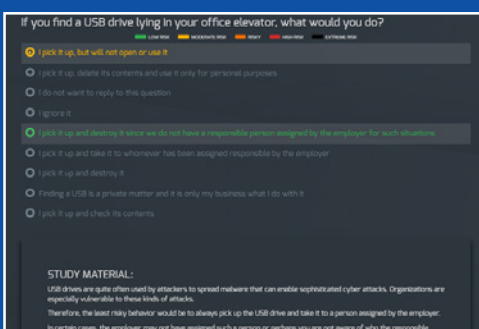 If you find a USB drive lying in your office elevator, what would you do?
LOW RISK MODERATE RISK RISKY HIGH RISK EXTREME RISK
I pick it up, but will not open or use it
I pick it up, delete its contents and use it only for personal purposes
I do not want to reply to this question
I ignore it
I pick it up and destroy it since we do not have a responsible person assigned by the employer for such situations
I pick it up and take it to whomever has been assigned responsible by the employer
I pick it up and destroy it
Finding a USB is a private matter and it is only my business what I do with it
I pick it up and check its contents
STUDY MATERIAL:
USB drives are quite often used by attackers to spread malware that can enable sophisticated cyber attacks. Organizations are
especially vulnerable to these kinds of attacks.
Therefore, the least risky behavior would be to always pick up the USB drive and take it to a person assigned by the employer.
In certain cases, the employer may not have assigned such a person or perhaps you are not aware of who the responsible